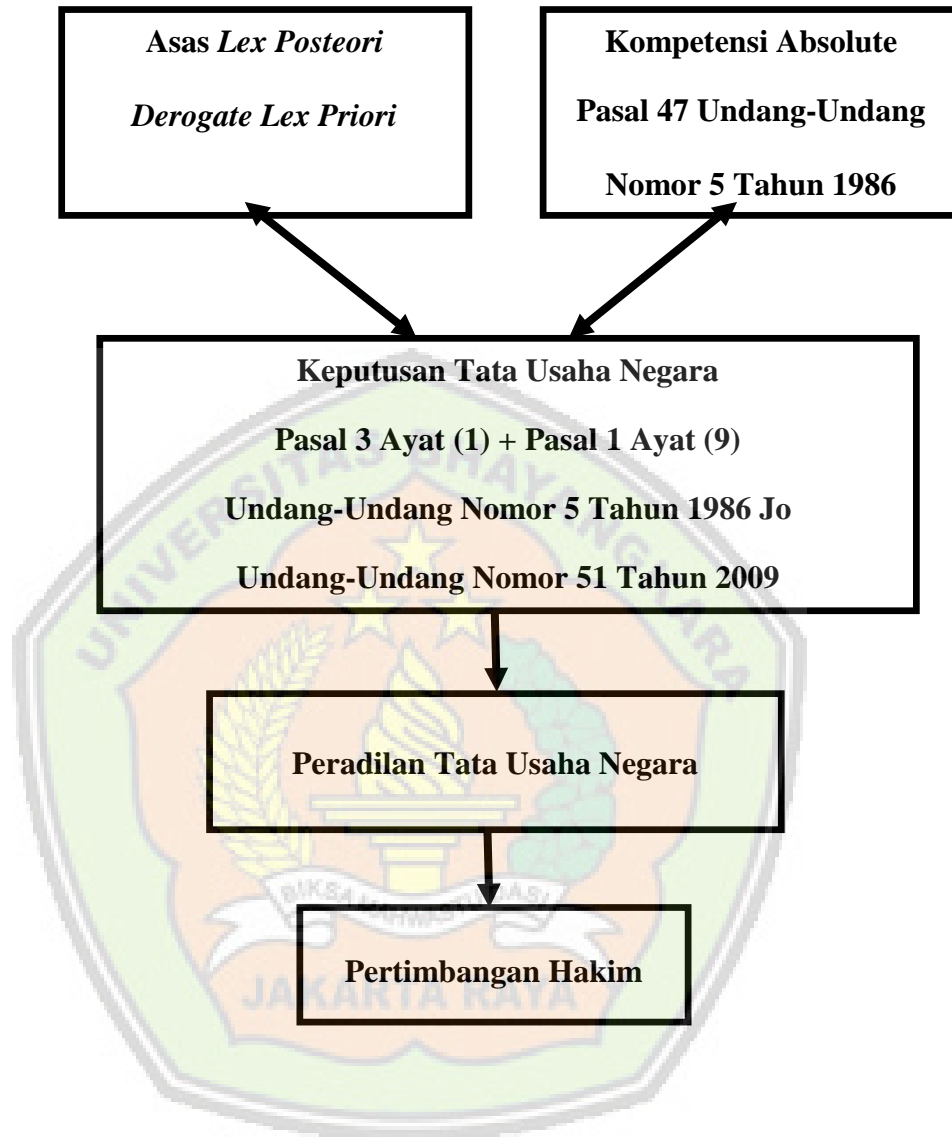 Asas Lex Posteori
Derogate Lex Priori
Kompetensi Absolute
Pasal 47 Undang-Undang
Nomor 5 Tahun 1986
Keputusan Tata Usaha Negara
Pasal 3 Ayat (1) + Pasal 1 Ayat (9)
Undang-Undang Nomor 5 Tahun 1986 Jo
Undang-Undang Nomor 51 Tahun 2009
Peradilan Tata Usaha Negara
Pertimbangan Hakim
UNIVERSITAS BHAYANGKARA
JAKARTA RAYA